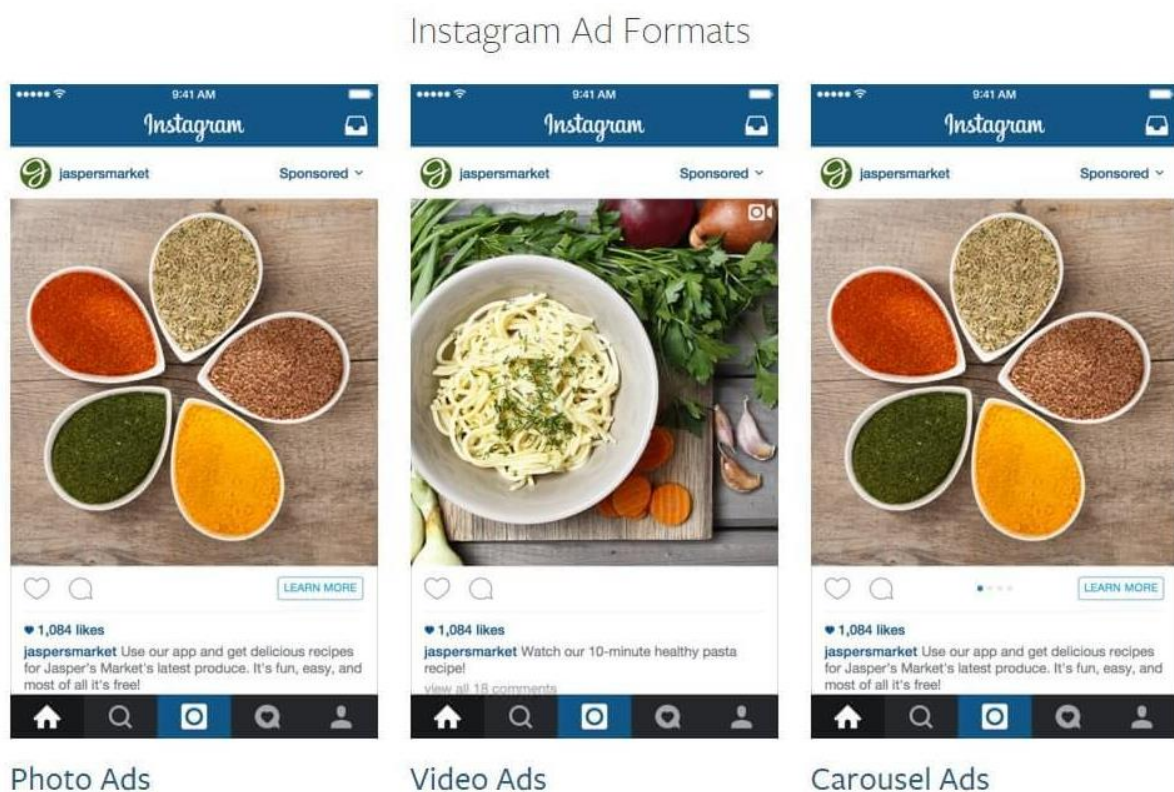 Instagram Ad Formats
9:41 AM
Instagram
jaspersmarket Sponsored
LEARN MORE
1,084 likes
jaspersmarket Use our app and get delicious recipes
for Jasper's Market's latest produce. It's fun, easy, and
most of all it's free!
Photo Ads
9:41 AM
Instagram
jaspersmarket Sponsored
1,084 likes
jaspersmarket Watch our 10-minute healthy pasta
recipe!
view all 18 comments
Video Ads
9:41 AM
Instagram
jaspersmarket Sponsored
LEARN MORE
1,084 likes
jaspersmarket Use our app and get delicious recipes
for Jasper's Market's latest produce. It's fun, easy, and
most of all it's free!
Carousel Ads